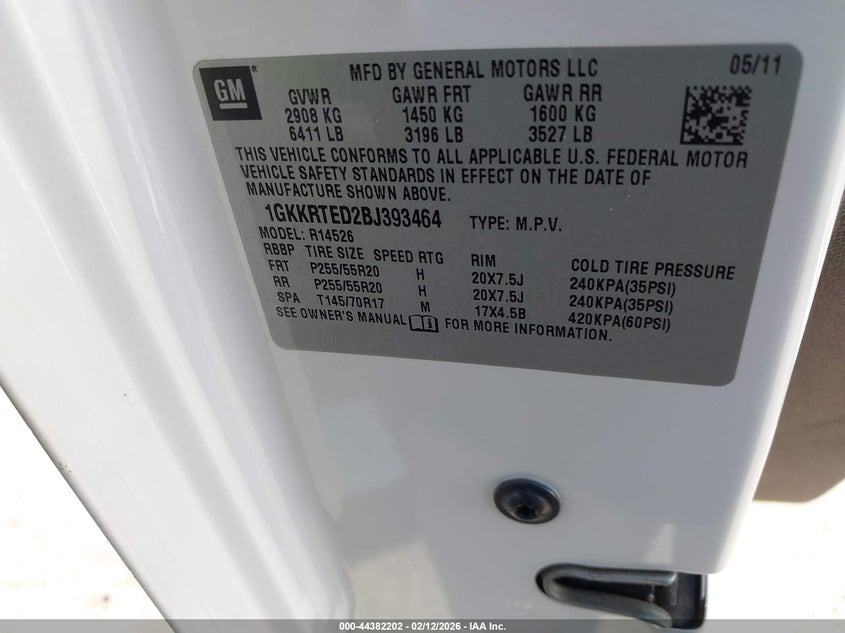 GM®
MFD BY GENERAL MOTORS LLC 05/11
GVWR GAWR FRT GAWR RR
2908 KG 1450 KG 1600 KG
6411 LB 3196 LB 3527 LB
THIS VEHICLE CONFORMS TO ALL APPLICABLE U.S. FEDERAL MOTOR
VEHICLE SAFETY STANDARDS IN EFFECT ON THE DATE OF
MANUFACTURE SHOWN ABOVE.
1GKKRTED2BJ393464 TYPE: M.P.V.
MODEL: R14526
RBBP TIRE SIZE SPEED RTG RIM COLD TIRE PRESSURE
FRT P255/55R20 H 20X7.5J 240KPA(35PSI)
RR P255/55R20 H 20X7.5J 240KPA(35PSI)
SPA T145/70R17 M 17X4.5B 420KPA(60PSI)
SEE OWNER'S MANUAL FOR MORE INFORMATION.
000-44382202 - 02/12/2026 - IAA Inc.